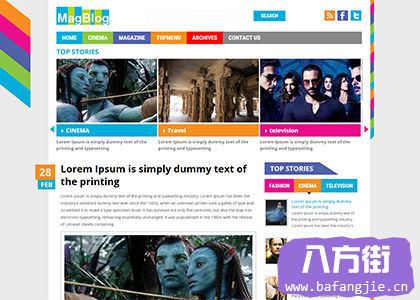 MagBlog
SEARCH
HOME CINEMA MAGAZINE TOPMENU ARCHIVES CONTACT US
TOP STORIES
CINEMA
Travel
television
Lorem Ipsum is simply dummy text of the printing and typesetting
Lorem Ipsum is simply dummy text of the printing and typesetting
Lorem Ipsum is simply dummy text of the printing and typesetting
28
FEB
Lorem Ipsum is simply dummy text of
the printing
Lorem Ipsum is simply dummy text of the printing and typesetting industry. Lorem Ipsum has been the
industry's standard dummy text ever since the 1500s, when an unknown printer took a galley of type and
scrambled it to make a type specimen book. It has survived not only five centuries, but also the leap into
electronic typesetting, remaining essentially unchanged. It was popularised in the 1960s with the release
of Letraset sheets containing.
TOP STORIES
FASHION CINEMA TELEVISION
Lorem Ipsum is simply dummy text of the printing
Lorem Ipsum is simply
dummy text of the industry's
Lorem Ipsum has been the industry's
八方街
www.bafangjie.cn